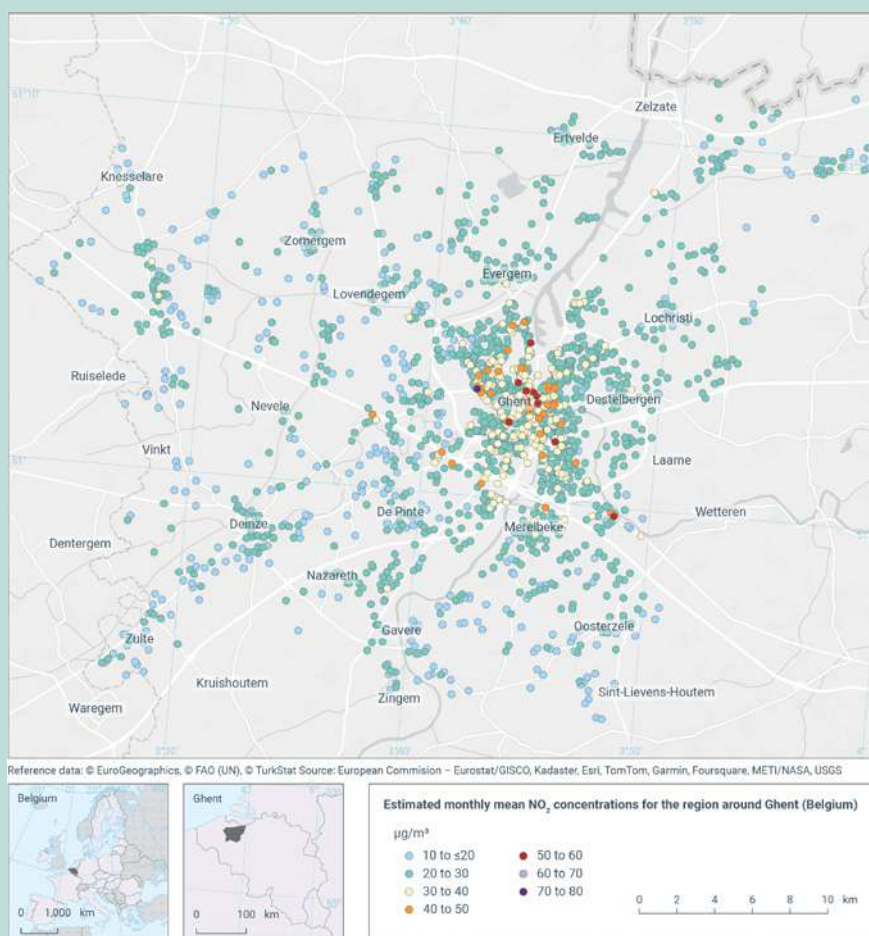 51°10'
Zelzate
Ertvelde
Knesselare
Zomergem
Evergem
Lovendegem
Lochristi
Ruiselede
Nevele
Ghent
Destelbergen
Vinkt
51°
Laarne
De Pinte
Wetteren
Deinze
Merelbeke
Dentergem
Nazareth
Gavere
Oosterzele
Zulte
Kruishoutem
Zingem
Sint-Lievens-Houtem
Waregem
Reference data: © EuroGeographics, © FAO (UN), © TurkStat Source: European Commision – Eurostat/GISCO, Kadaster, Esri, TomTom, Garmin, Foursquare, METI/NASA, USGS
Belgium
0 1,000 km
Ghent
0 100 km
Estimated monthly mean NO₂ concentrations for the region around Ghent (Belgium)
µg/m³
10 to ≤20
20 to 30
30 to 40
40 to 50
50 to 60
60 to 70
70 to 80
0 2 4 6 8 10 km